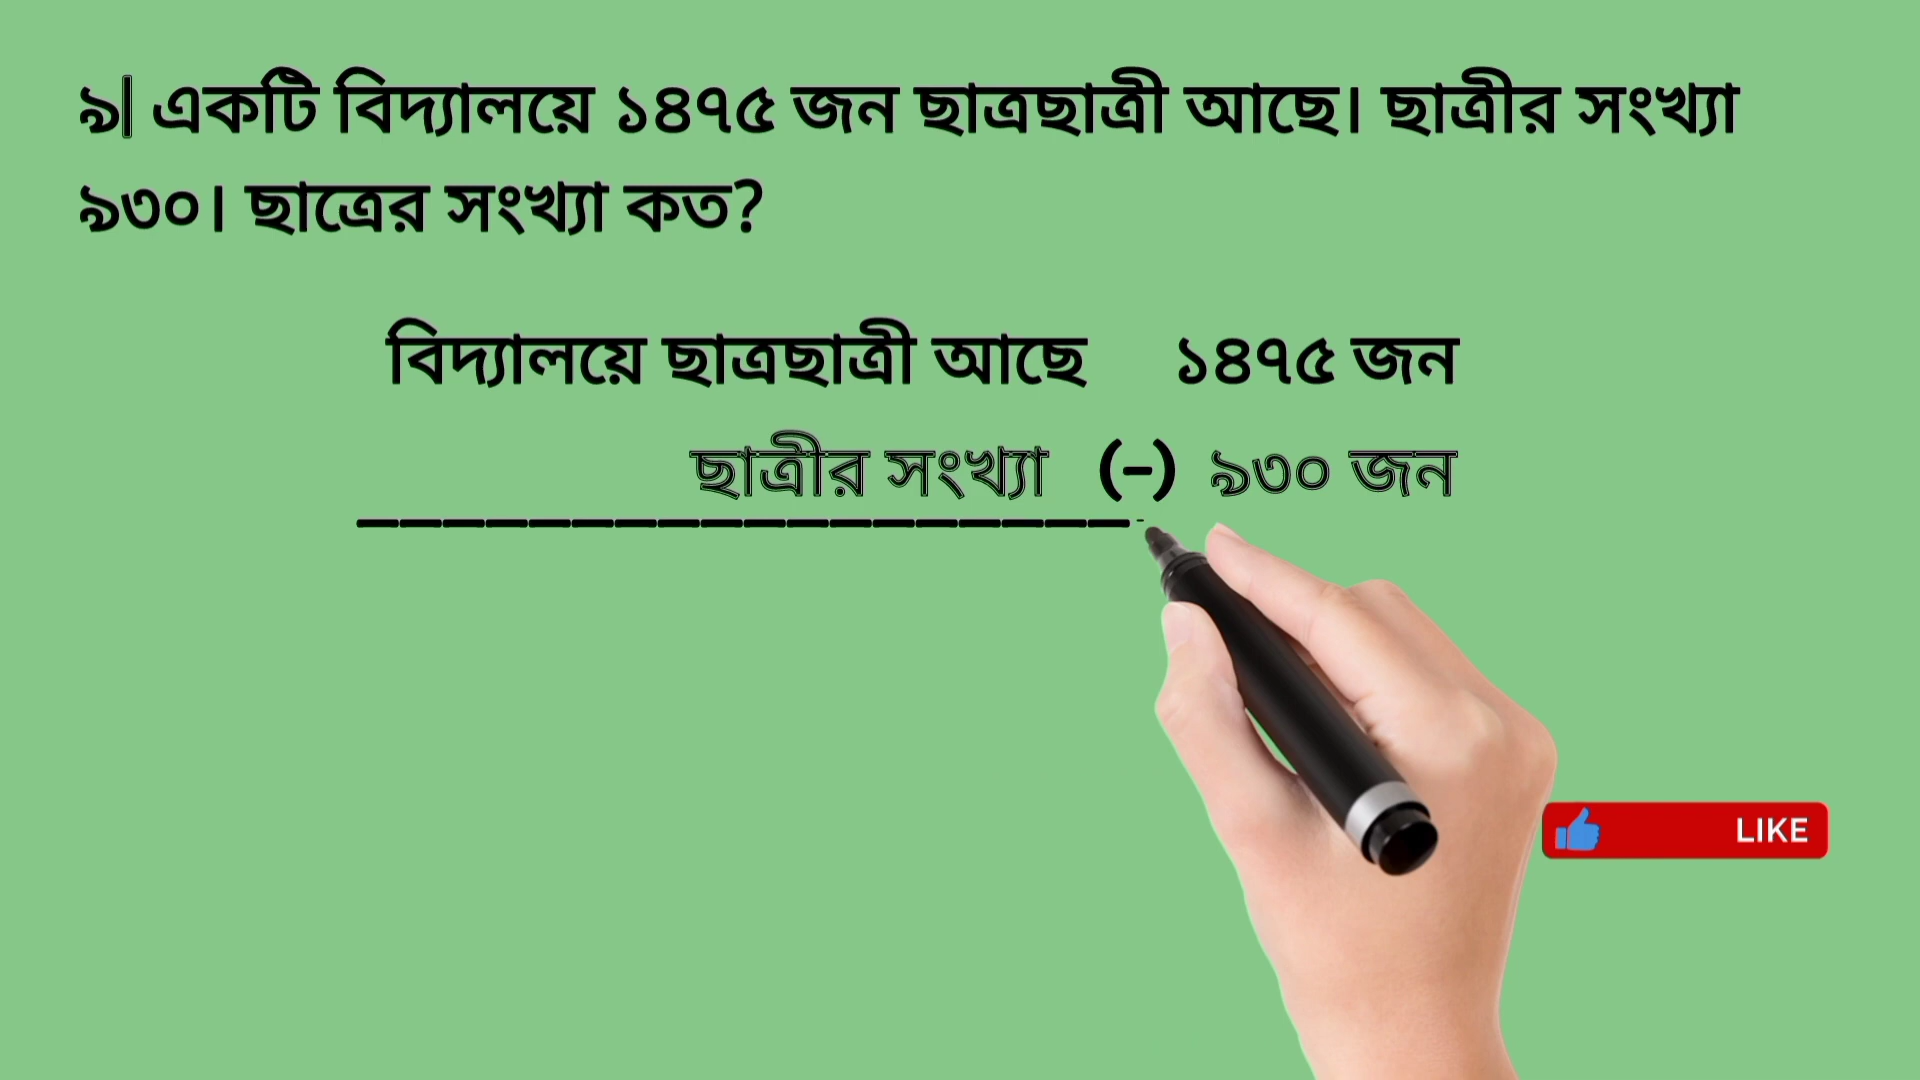 ৯| একটি বিদ্যালয়ে ১৪৭৫ জন ছাত্রছাত্রী আছে। ছাত্রীর সংখ্যা
৯৩০। ছাত্রের সংখ্যা কত?
বিদ্যালয়ে ছাত্রছাত্রী আছে ১৪৭৫ জন
ছাত্রীর সংখ্যা (-) ৯৩০ জন
LIKE